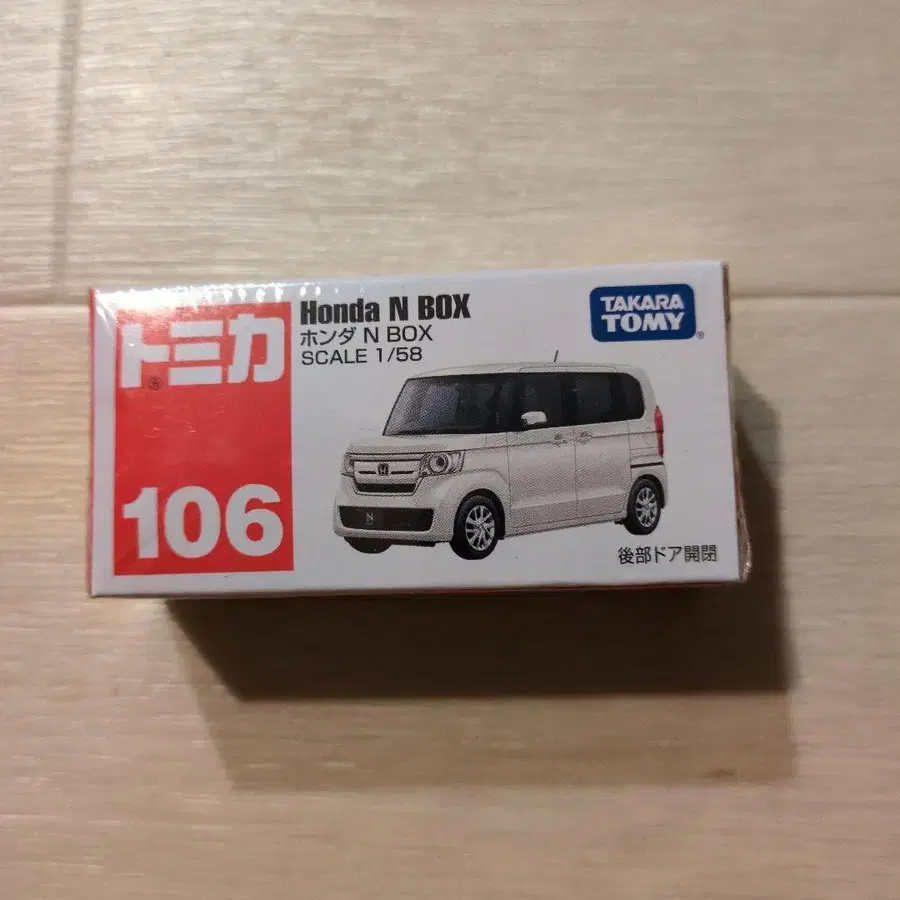 トミカ
106
Honda N BOX
ホンダ N BOX
SCALE 1/58
TAKARA
TOMY
後部ドア開閉